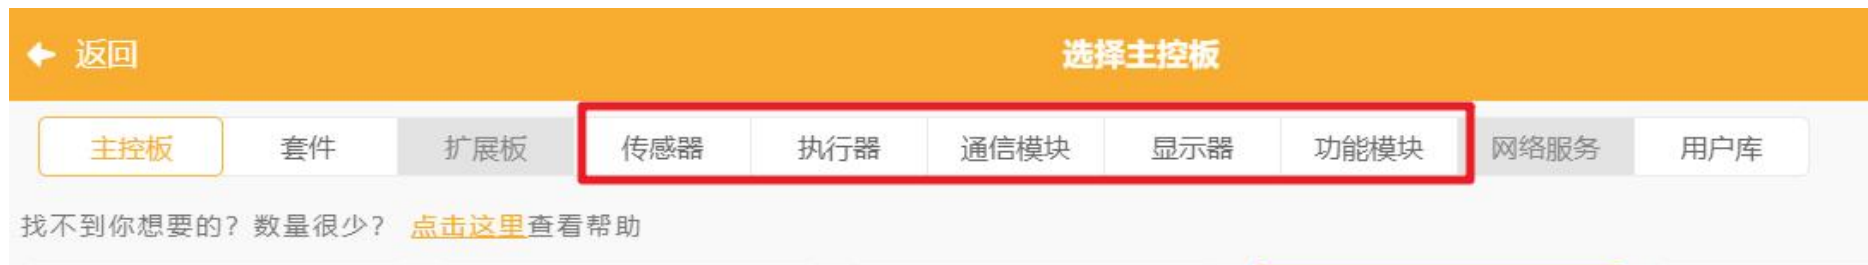 返回 选择主控板
主控板 套件 扩展板 传感器 执行器 通信模块 显示器 功能模块 网络服务 用户库
找不到你想要的？数量很少？ 点击这里查看帮助